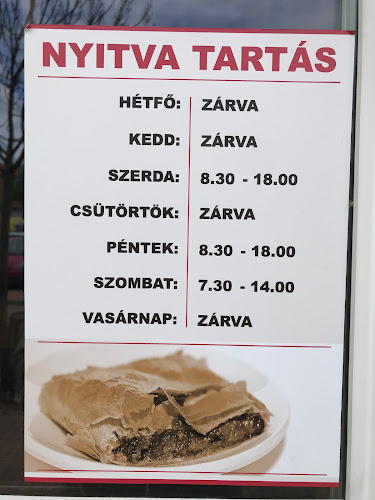 NYITVA TARTÁS
HÉTFŐ: ZÁRVA
KEDD: ZÁRVA
SZERDA: 8.30 - 18.00
CSÜTÖRTÖK: ZÁRVA
PÉNTEK: 8.30 - 18.00
SZOMBAT: 7.30 - 14.00
VASÁRNAP: ZÁRVA